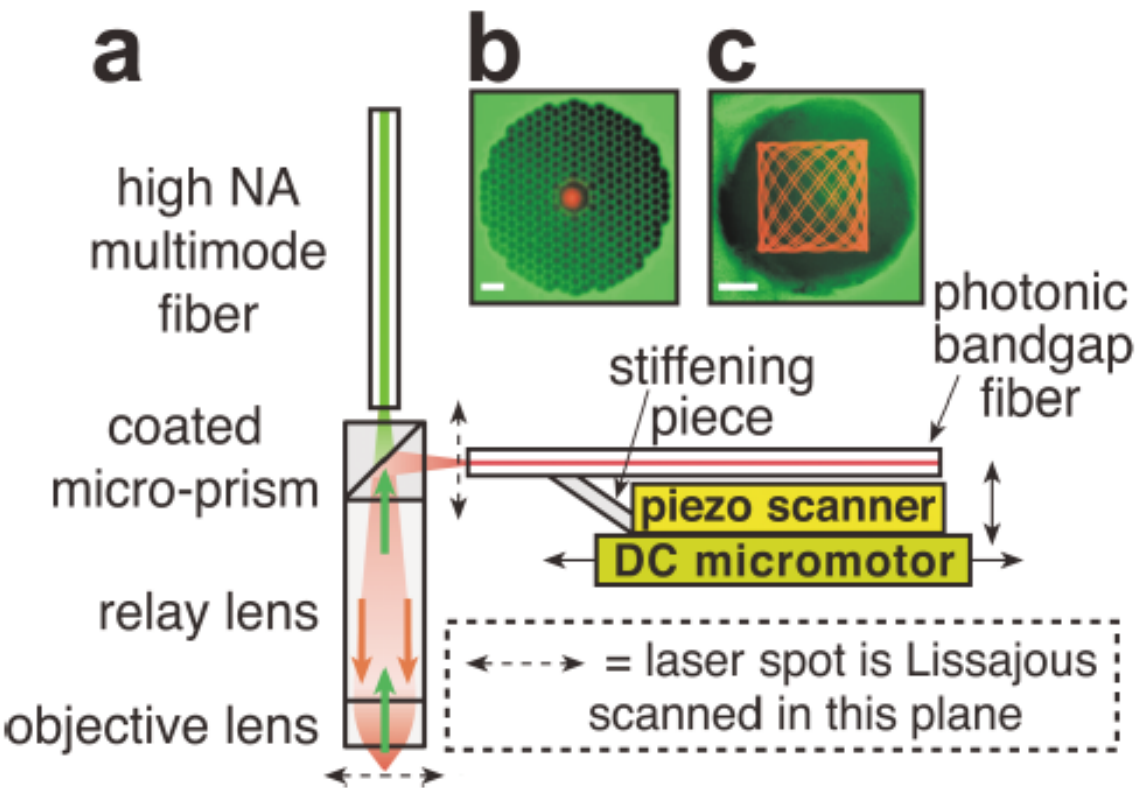 a
b
c
high NA
multimode
fiber
photonic
bandgap
fiber
stiffening
piece
coated
micro-prism
piezo scanner
DC micromotor
relay lens
= laser spot is Lissajous
scanned in this plane
objective lens